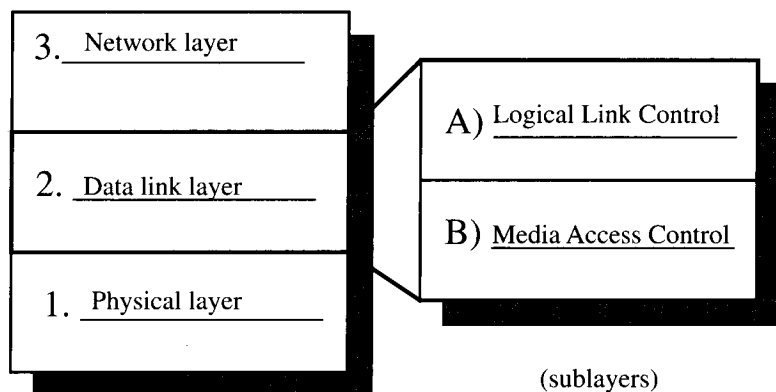 3. Network layer
2. Data link layer
1. Physical layer
A) Logical Link Control
B) Media Access Control
(sublayers)